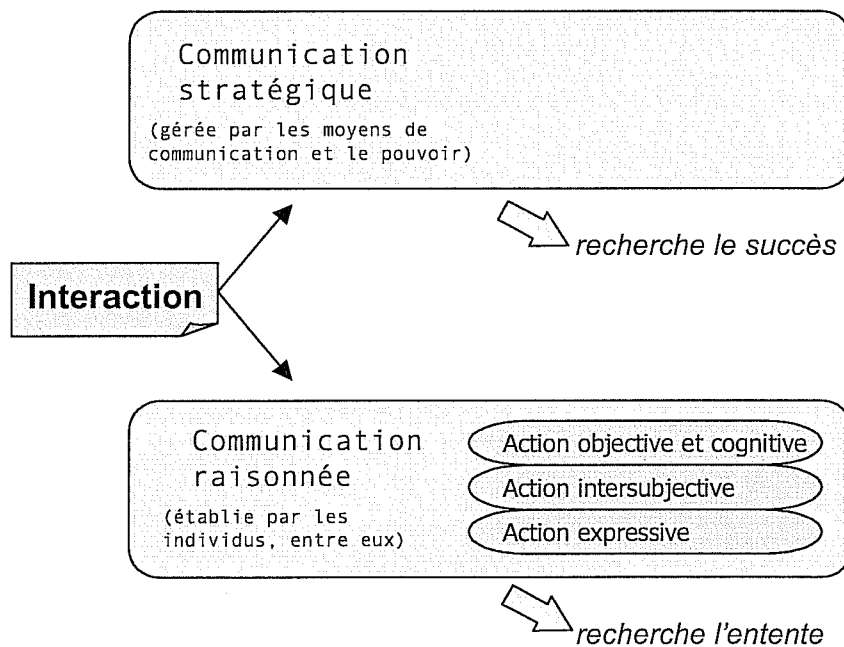 Communication
stratégique
(gérée par les moyens de
communication et le pouvoir)
recherche le succès
Interaction
Communication
raisonnée
(établie par les
individus, entre eux)
Action objective et cognitive
Action intersubjective
Action expressive
recherche l'entente